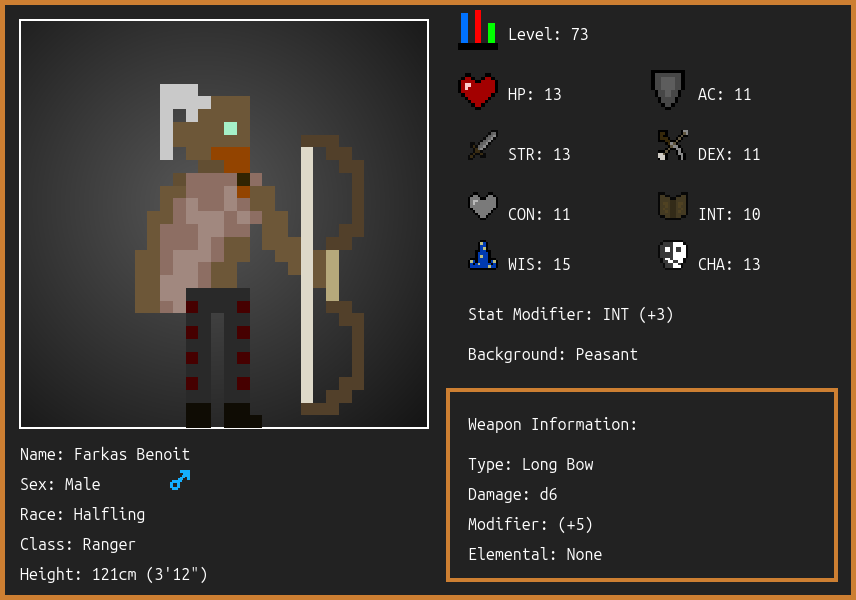 Level: 73
HP: 13
AC: 11
STR: 13
DEX: 11
CON: 11
INT: 10
WIS: 15
CHA: 13
Stat Modifier: INT (+3)
Background: Peasant
Weapon Information:
Type: Long Bow
Damage: d6
Modifier: (+5)
Elemental: None
Name: Farkas Benoit
Sex: Male
Race: Halfling
Class: Ranger
Height: 121cm (3'12")